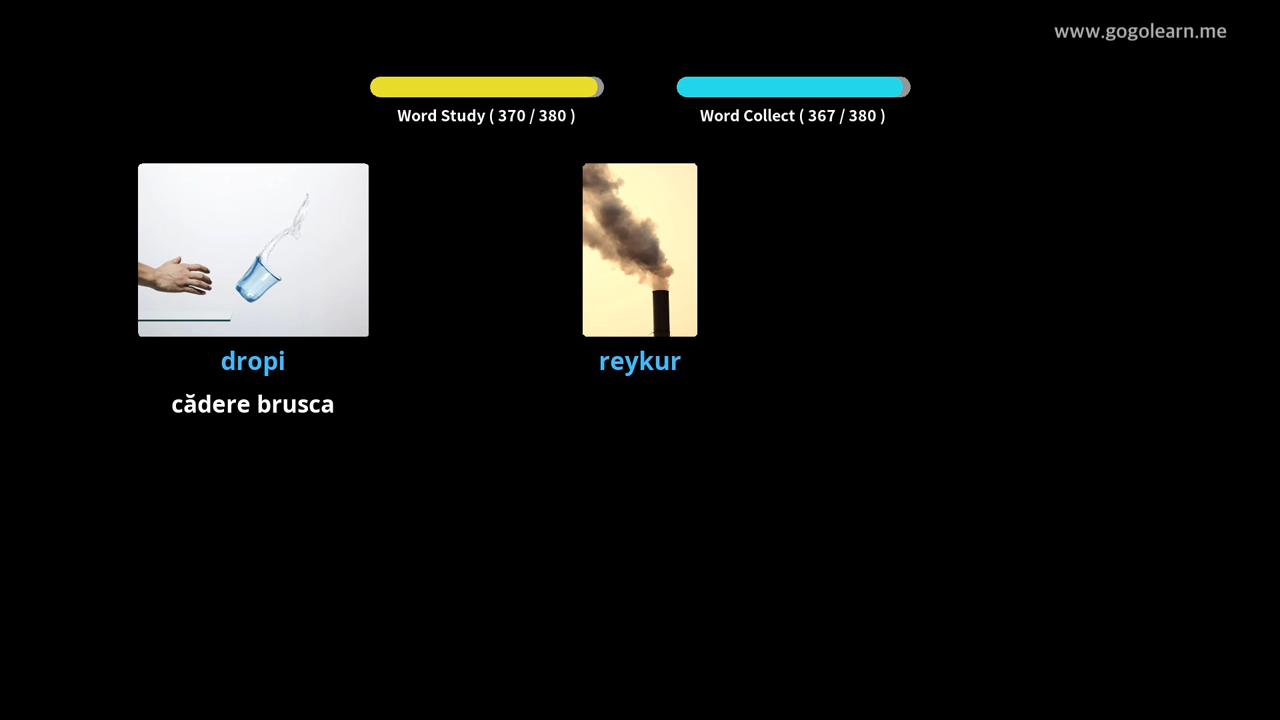 www.gogolearn.me
Word Study ( 370 / 380 )
Word Collect ( 367 / 380 )
dropi
reykur
cădere brusca